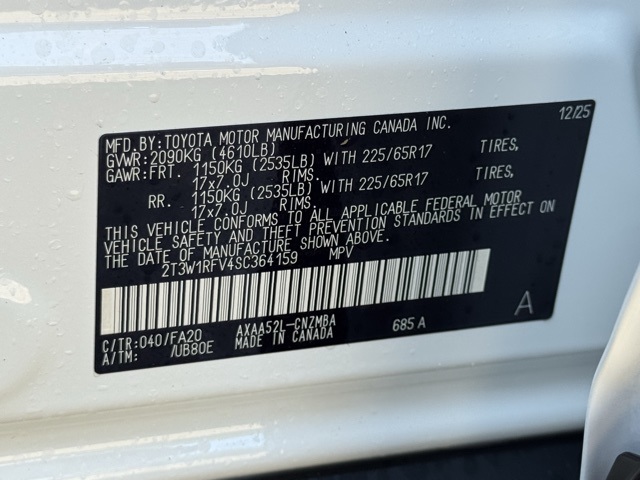 12/25
MFD.BY:TOYOTA MOTOR MANUFACTURING CANADA INC.
GVWR:2090KG (4610LB)
GAWR:FRT. 1150KG (2535LB) WITH 225/65R17 TIRES,
17x7.0J RIMS.
RR. 1150KG (2535LB) WITH 225/65R17 TIRES,
17x7.0J RIMS.
THIS VEHICLE CONFORMS TO ALL APPLICABLE FEDERAL MOTOR
VEHICLE SAFETY AND THEFT PREVENTION STANDARDS IN EFFECT ON
THE DATE OF MANUFACTURE SHOWN ABOVE.
2T3W1RFV4SC364159 MPV
A
C/TR:040/FA20 AXAA52L-CNZMBA 685A
A/TM: /UB80E MADE IN CANADA